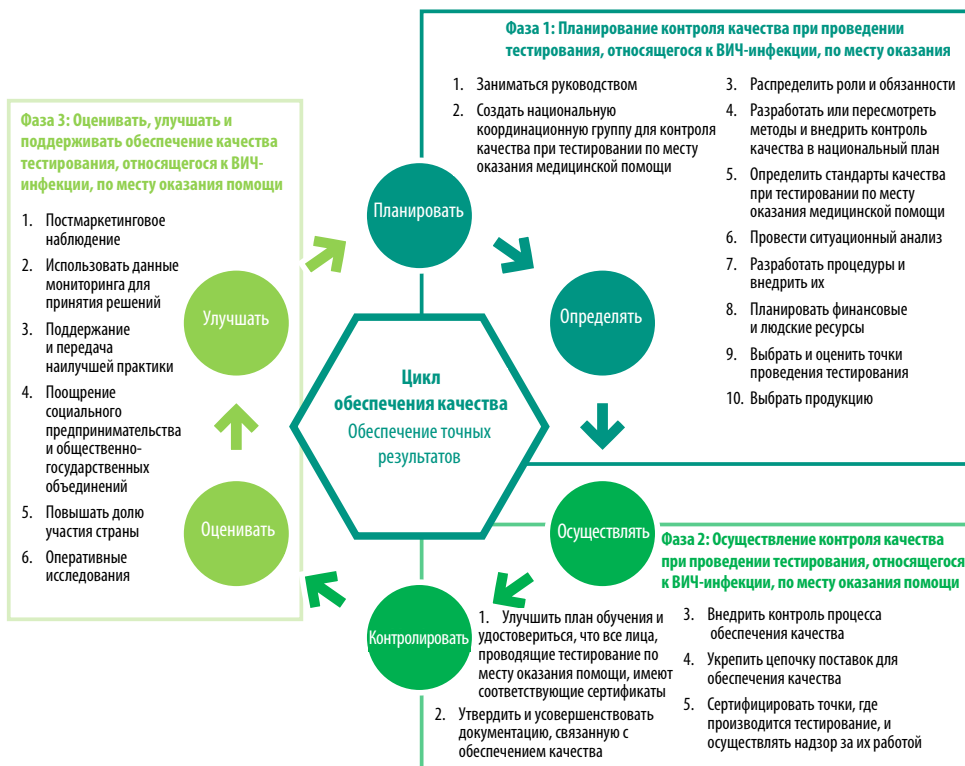 Фаза 1: Планирование контроля качества при проведении
тестирования, относящегося к ВИЧ-инфекции, по месту оказания
1. Заниматься руководством
2. Создать национальную
координационную группу для контроля
качества при тестировании по месту
оказания медицинской помощи
3. Распределить роли и обязанности
4. Разработать или пересмотреть
методы и внедрить контроль
качества в национальный план
5. Определить стандарты качества
при тестировании по месту
оказания медицинской помощи
6. Провести ситуационный анализ
7. Разработать процедуры и
внедрить их
8. Планировать финансовые
и людские ресурсы
9. Выбрать и оценить точки
проведения тестирования
10. Выбрать продукцию
Фаза 3: Оценивать, улучшать и
поддерживать обеспечение качества
тестирования, относящегося к ВИЧ-
инфекции, по месту оказания помощи
1. Постмаркетинговое
наблюдение
2. Использовать данные
мониторинга для
принятия решений
3. Поддержание
и передача
наилучшей практики
4. Поощрение
социального
предпринимательства
и общественно-
государственных
объединений
5. Повышать долю
участия страны
6. Оперативные
исследования
Планировать
Определять
Осуществлять
Контролировать
Оценивать
Улучшать
Цикл
обеспечения качества
Обеспечение точных
результатов
Фаза 2: Осуществление контроля качества
при проведении тестирования, относящегося
к ВИЧ-инфекции, по месту оказания помощи
1. Улучшить план обучения и
удостовериться, что все лица,
проводящие тестирование по
месту оказания помощи, имеют
соответствующие сертификаты
2. Утвердить и усовершенствовать
документацию, связанную с
обеспечением качества
3. Внедрить контроль процесса
обеспечения качества
4. Укрепить цепочку поставок для
обеспечения качества
5. Сертифицировать точки, где
производится тестирование, и
осуществлять надзор за их работой